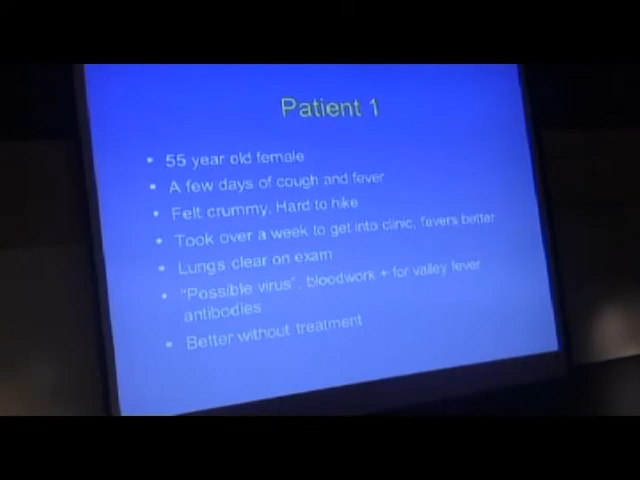 Patient 1
• 55 year old female
• A few days of cough and fever
• Felt crummy, Hard to hike
• Took over a week to get into clinic, fevers better
• Lungs clear on exam
• "Possible virus", bloodwork + for valley fever
antibodies
• Better without treatment